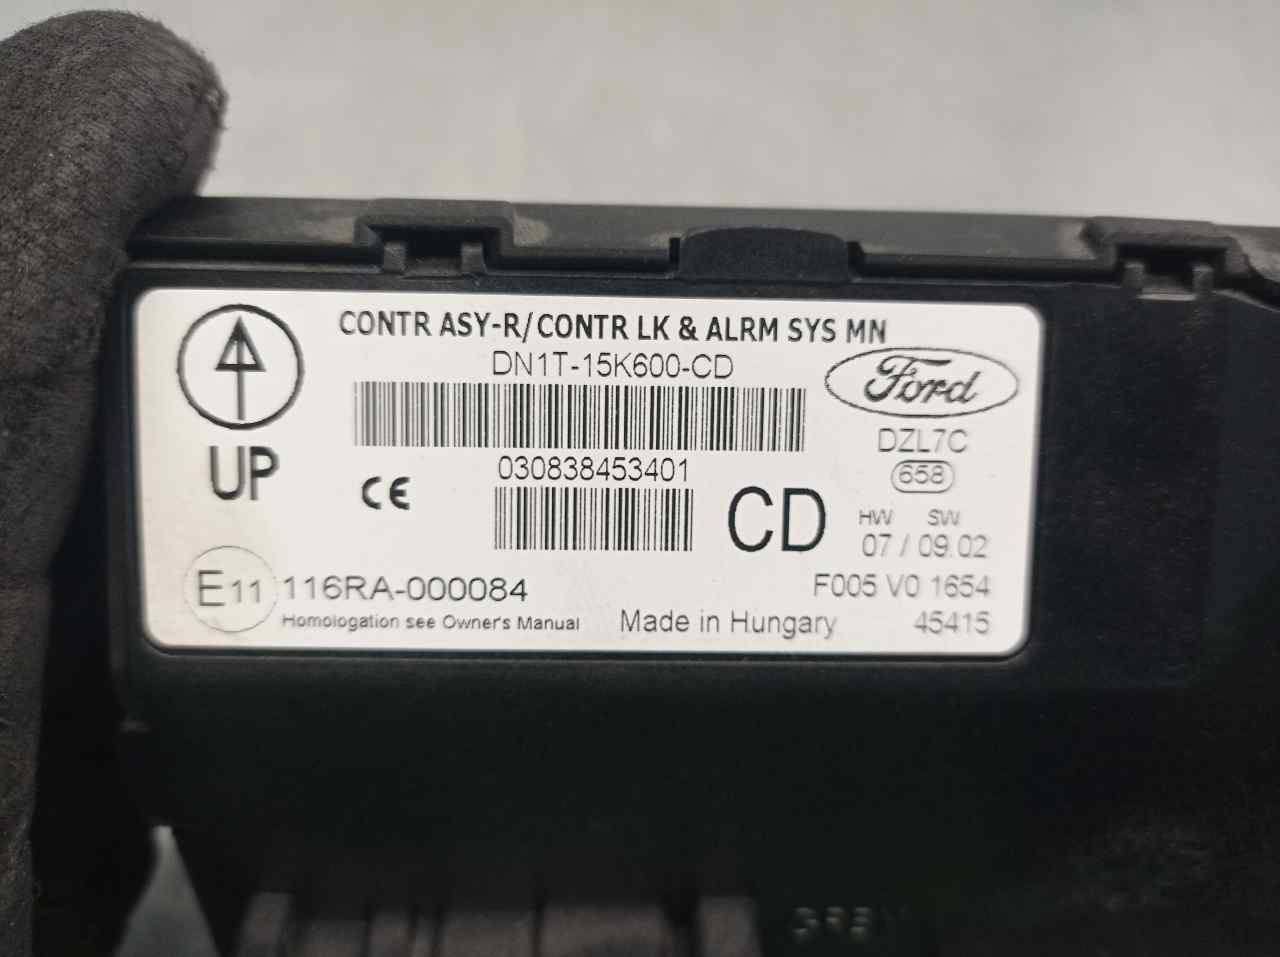 CONTR ASY-R/CONTR LK & ALRM SYS MN
DN1T-15K600-CD
Ford
UP
DZL7C
658
030838453401
CE
CD
HW SW
07 / 09.02
E11 116RA-000084
F005 V0 1654
Homologation see Owner's Manual
Made in Hungary
45415